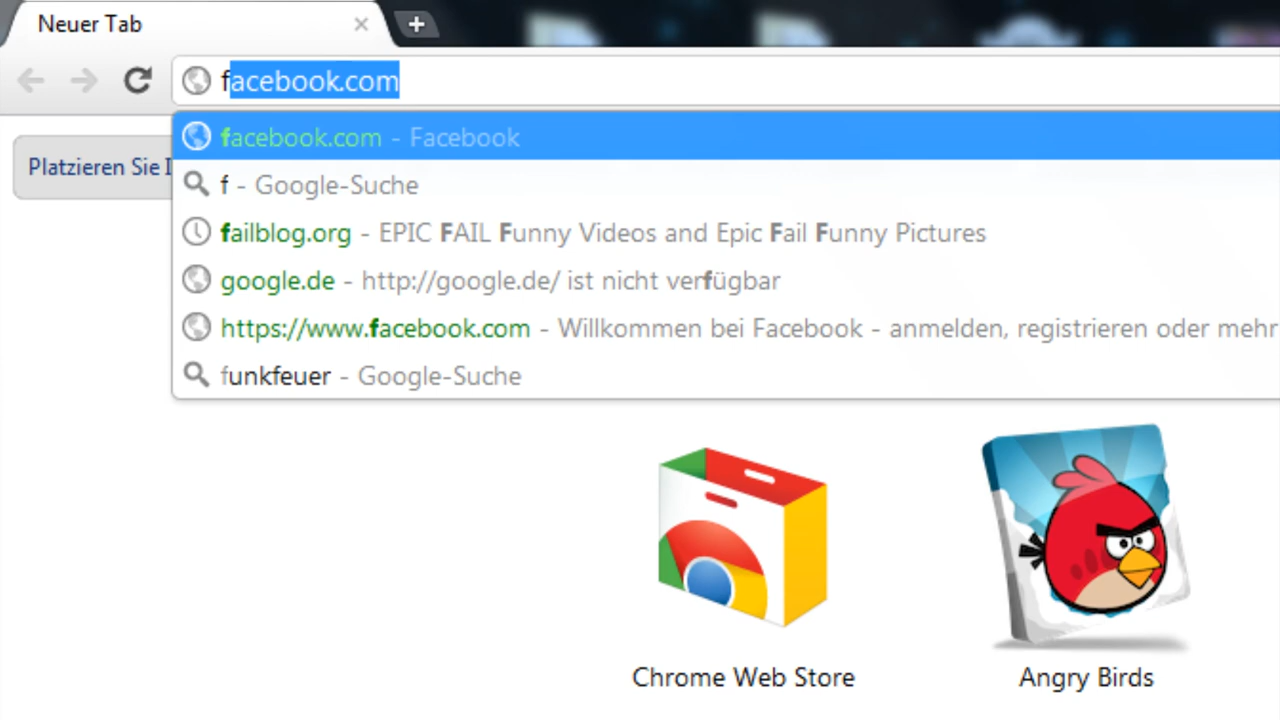 Neuer Tab
facebook.com
facebook.com - Facebook
Platzieren Sie
f - Google-Suche
failblog.org - EPIC FAIL Funny Videos and Epic Fail Funny Pictures
google.de - http://google.de/ ist nicht verfügbar
https://www.facebook.com - Willkommen bei Facebook - anmelden, registrieren oder mehr
funkfeuer - Google-Suche
Chrome Web Store
Angry Birds